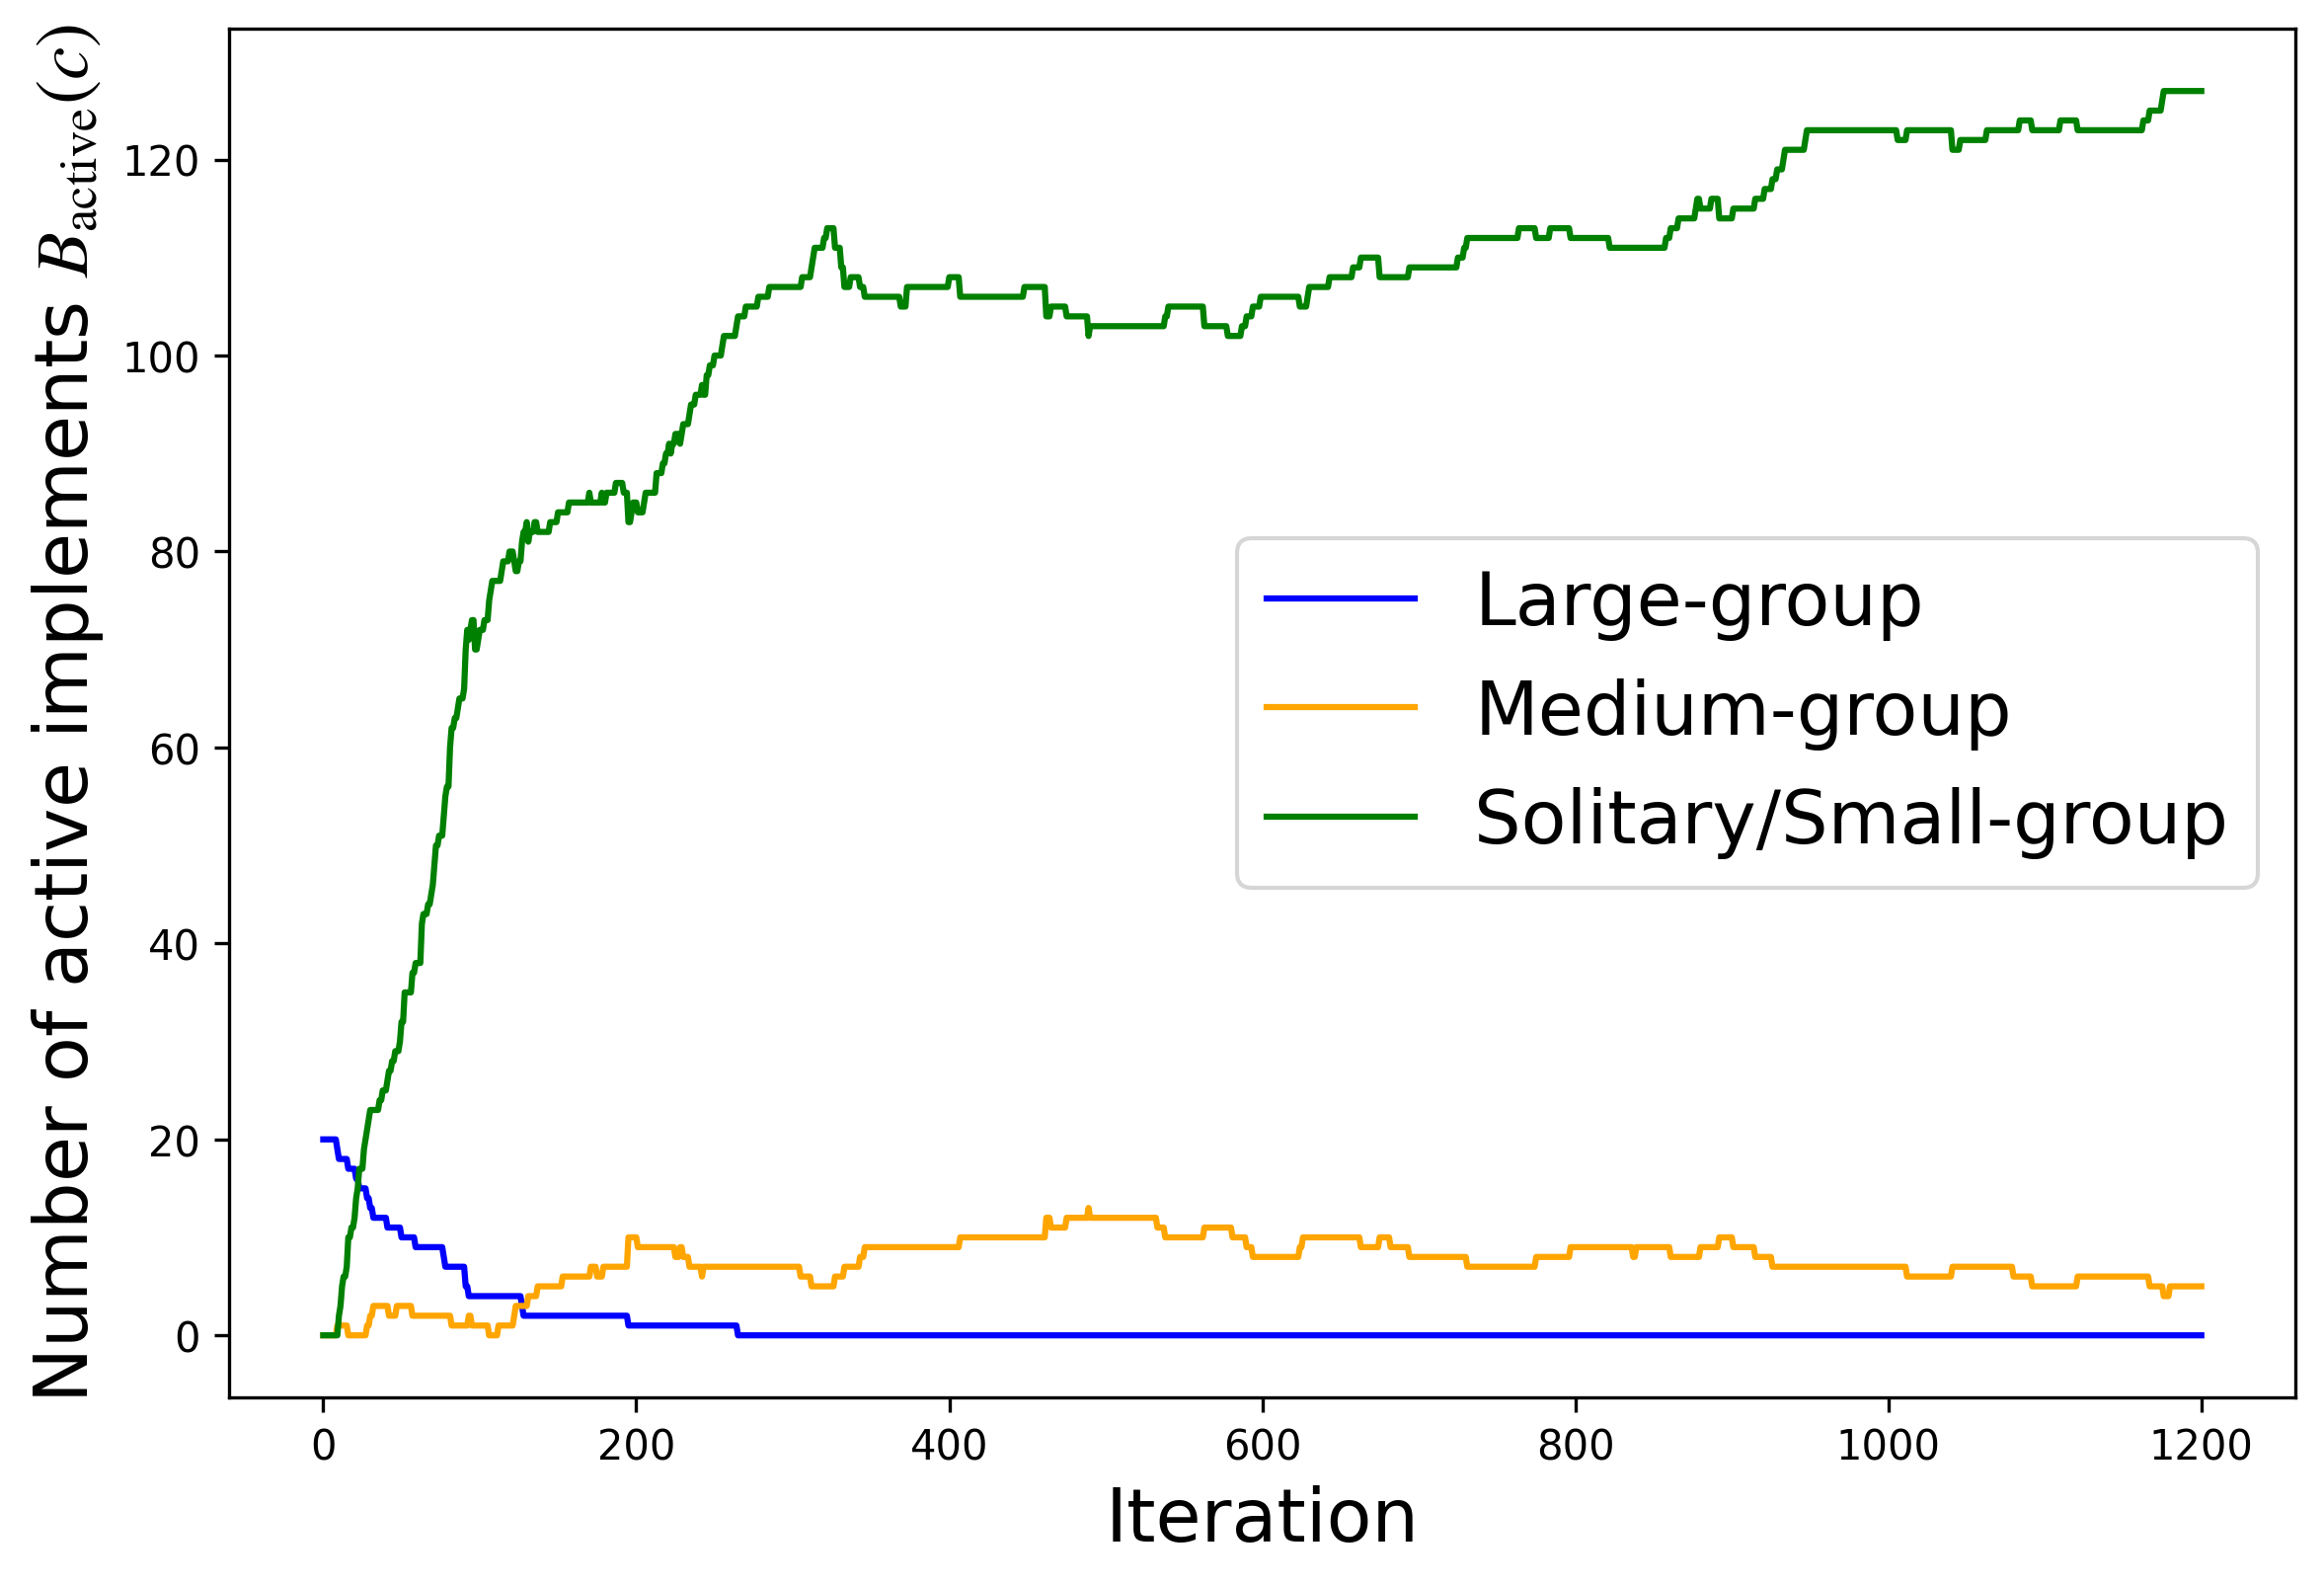 Number of active implements B_active(c)
120
100
80
60
40
20
0
Large-group
Medium-group
Solitary/Small-group
0 200 400 600 800 1000 1200
Iteration